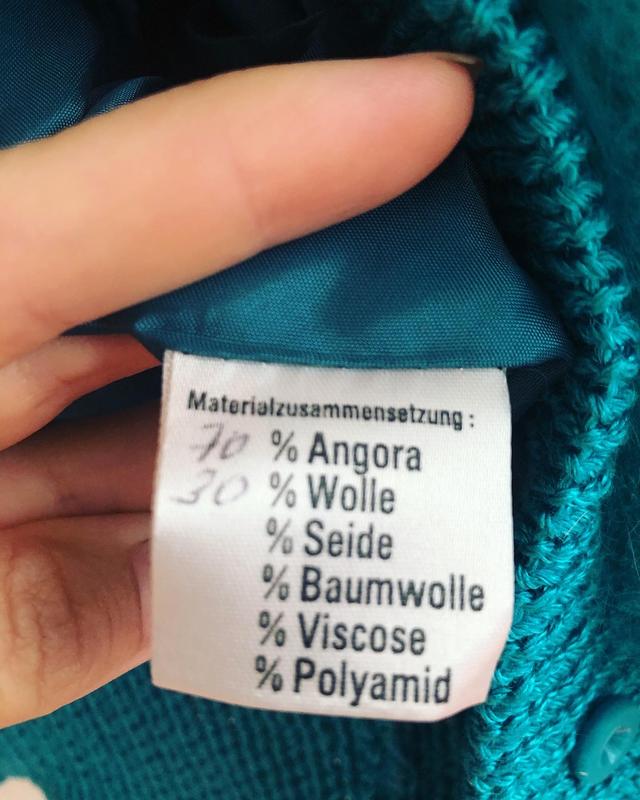 Materialzusammensetzung:
70 % Angora
30 % Wolle
% Seide
% Baumwolle
% Viscose
% Polyamid